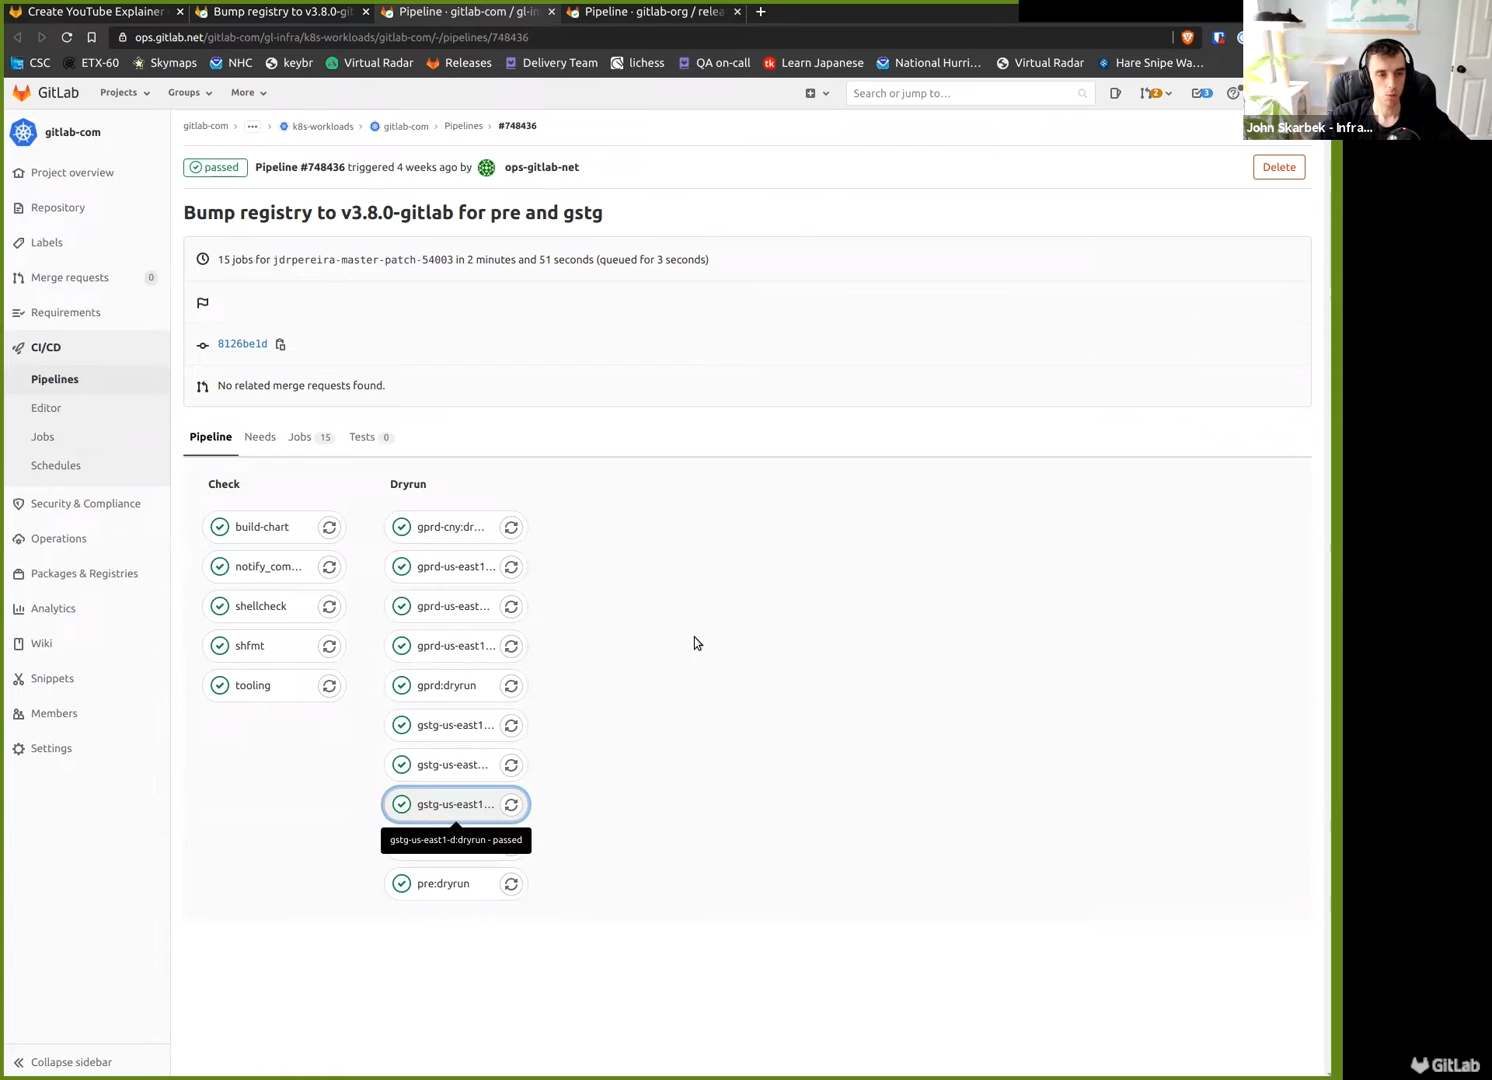 Create YouTube Explainer
Bump registry to v3.8.0-git
Pipeline · gitlab-com / gl-in
Pipeline · gitlab-org / relea
ops.gitlab.net/gitlab-com/gl-infra/k8s-workloads/gitlab-com/-/pipelines/748436
CSC
ETX-60
Skymaps
NHC
keybr
Virtual Radar
Releases
Delivery Team
lichess
QA on-call
tk Learn Japanese
National Hurri...
Virtual Radar
Hare Snipe Wa...
GitLab
Projects
Groups
More
Search or jump to...
2
3
John Skarbek - Infra...
gitlab-com
gitlab-com > ... > k8s-workloads > gitlab-com > Pipelines > #748436
passed Pipeline #748436 triggered 4 weeks ago by ops-gitlab-net
Delete
Bump registry to v3.8.0-gitlab for pre and gstg
15 jobs for jdrpereira-master-patch-54003 in 2 minutes and 51 seconds (queued for 3 seconds)
8126be1d
No related merge requests found.
Pipeline
Needs
Jobs 15
Tests 0
Project overview
Repository
Labels
Merge requests 0
Requirements
CI/CD
Pipelines
Editor
Jobs
Schedules
Security & Compliance
Operations
Packages & Registries
Analytics
Wiki
Snippets
Members
Settings
Collapse sidebar
Check
build-chart
notify_com...
shellcheck
shfmt
tooling
Dryrun
gprd-cny:dr...
gprd-us-east1...
gprd-us-east...
gprd-us-east1...
gprd:dryrun
gstg-us-east1...
gstg-us-east...
gstg-us-east1...
gstg-us-east1-d:dryrun - passed
pre:dryrun
GitLab